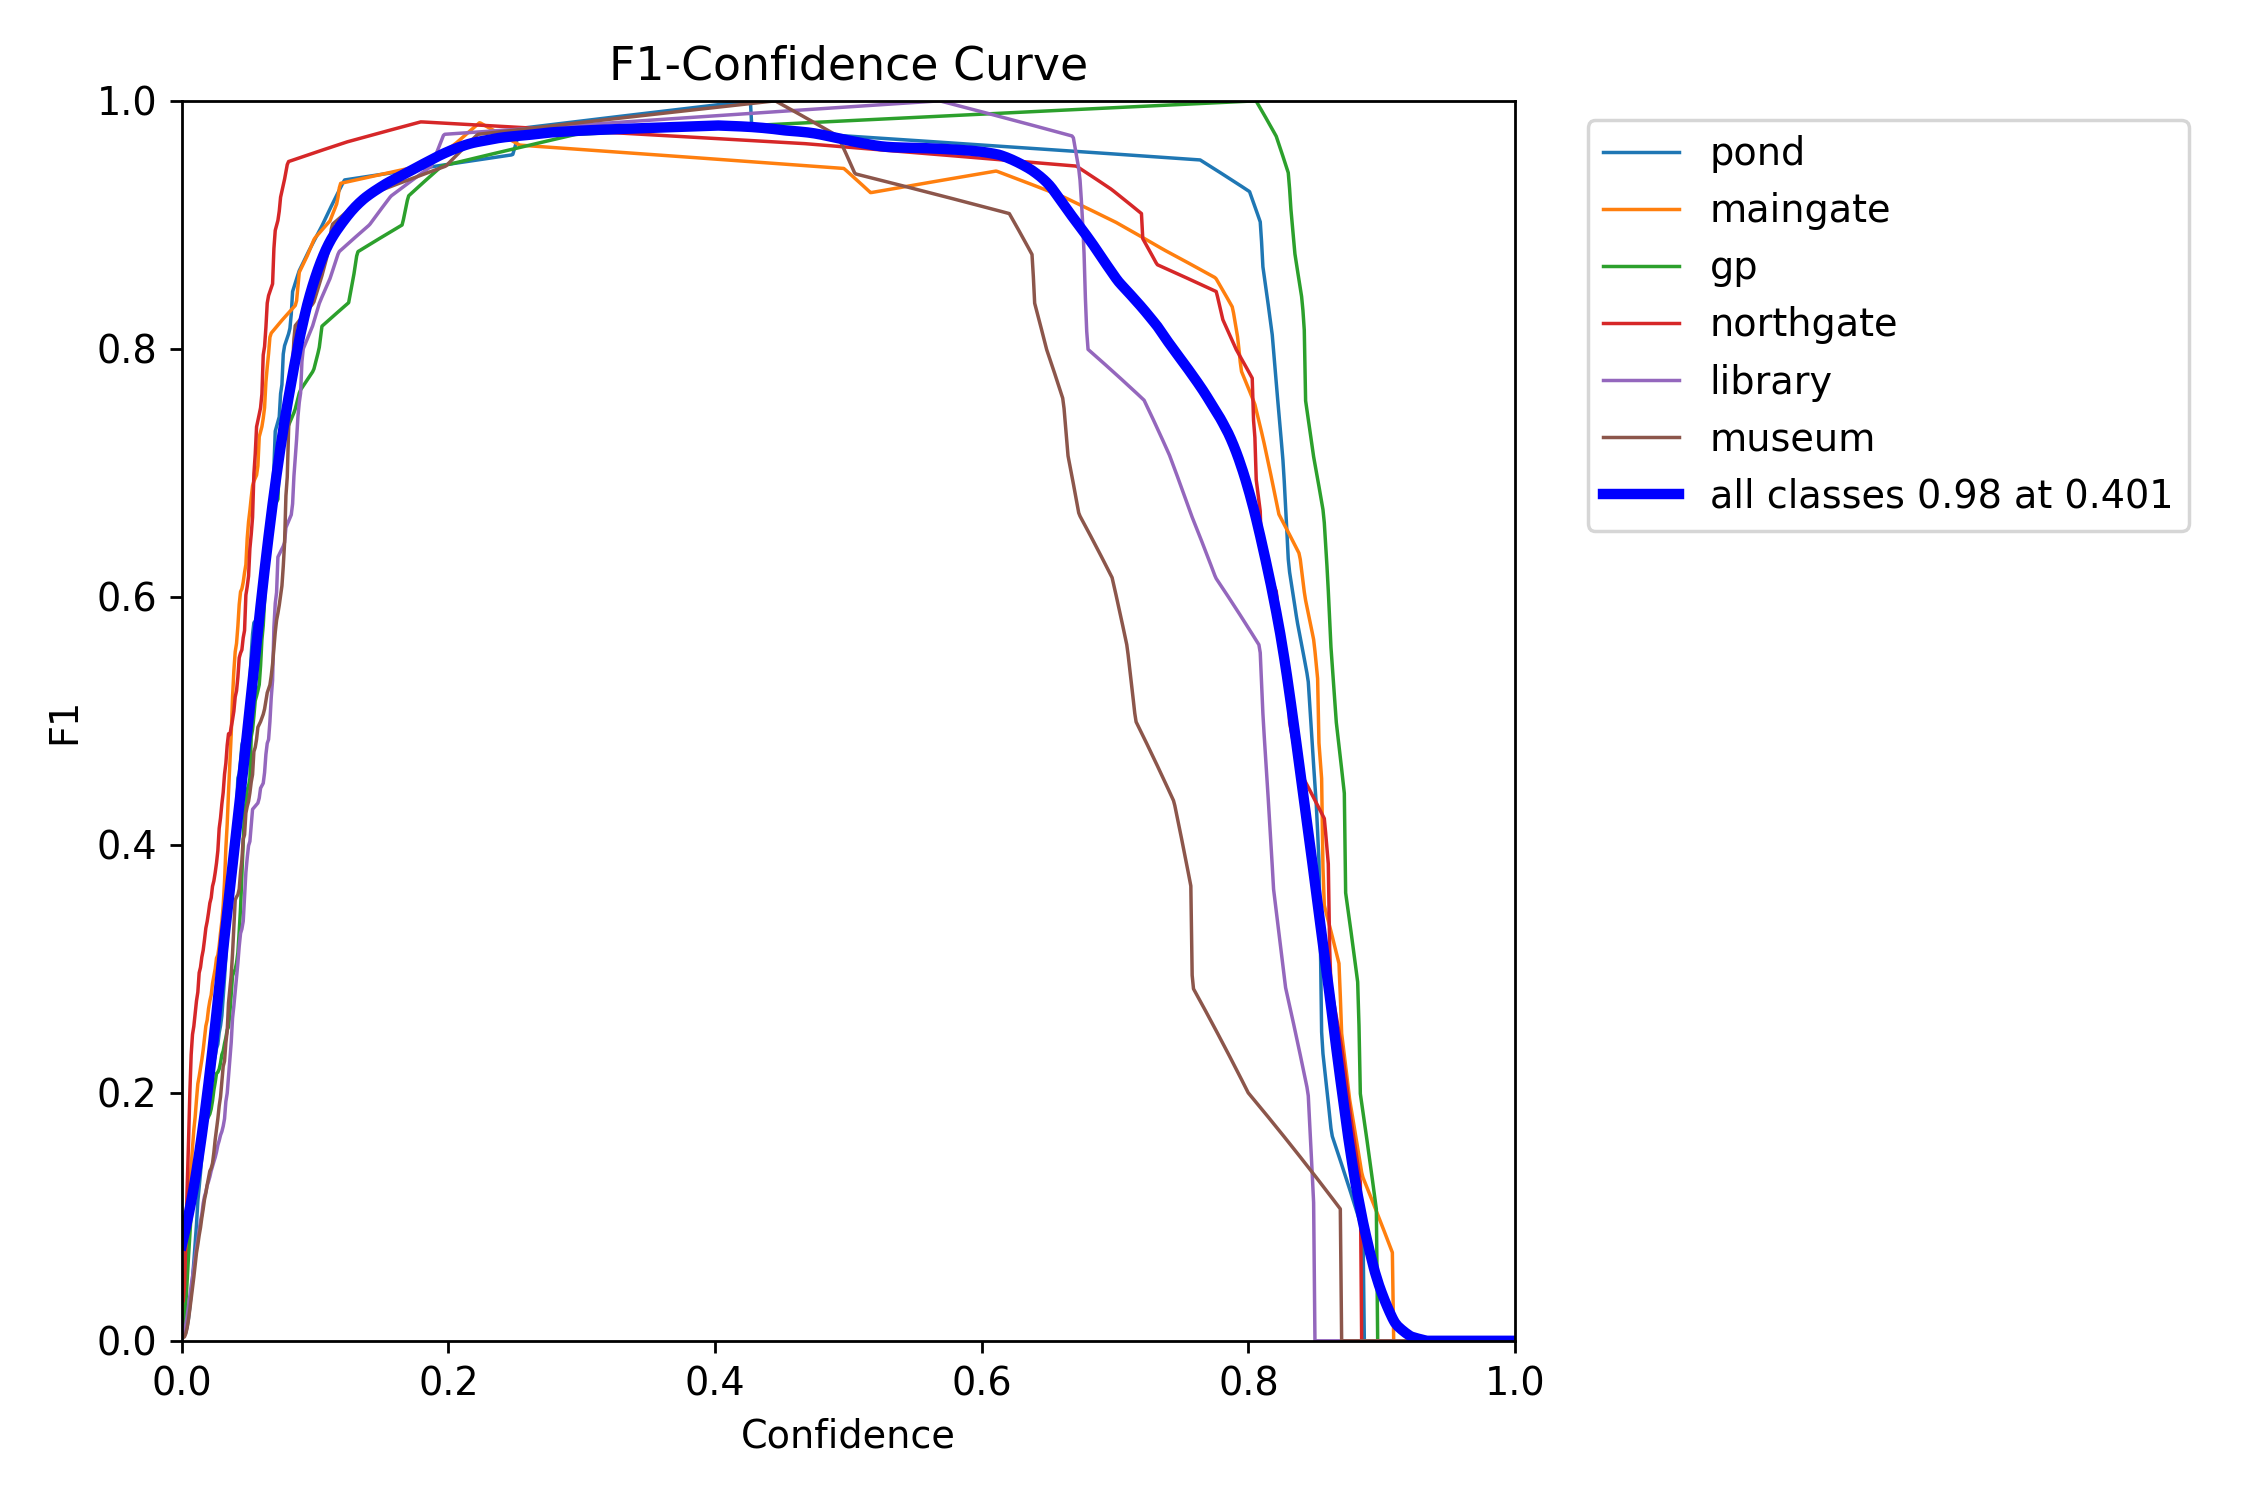 F1-Confidence Curve
1.0
0.8
0.6
0.4
0.2
0.0
F1
0.0 0.2 0.4 0.6 0.8 1.0
Confidence
pond
maingate
gp
northgate
library
museum
all classes 0.98 at 0.401